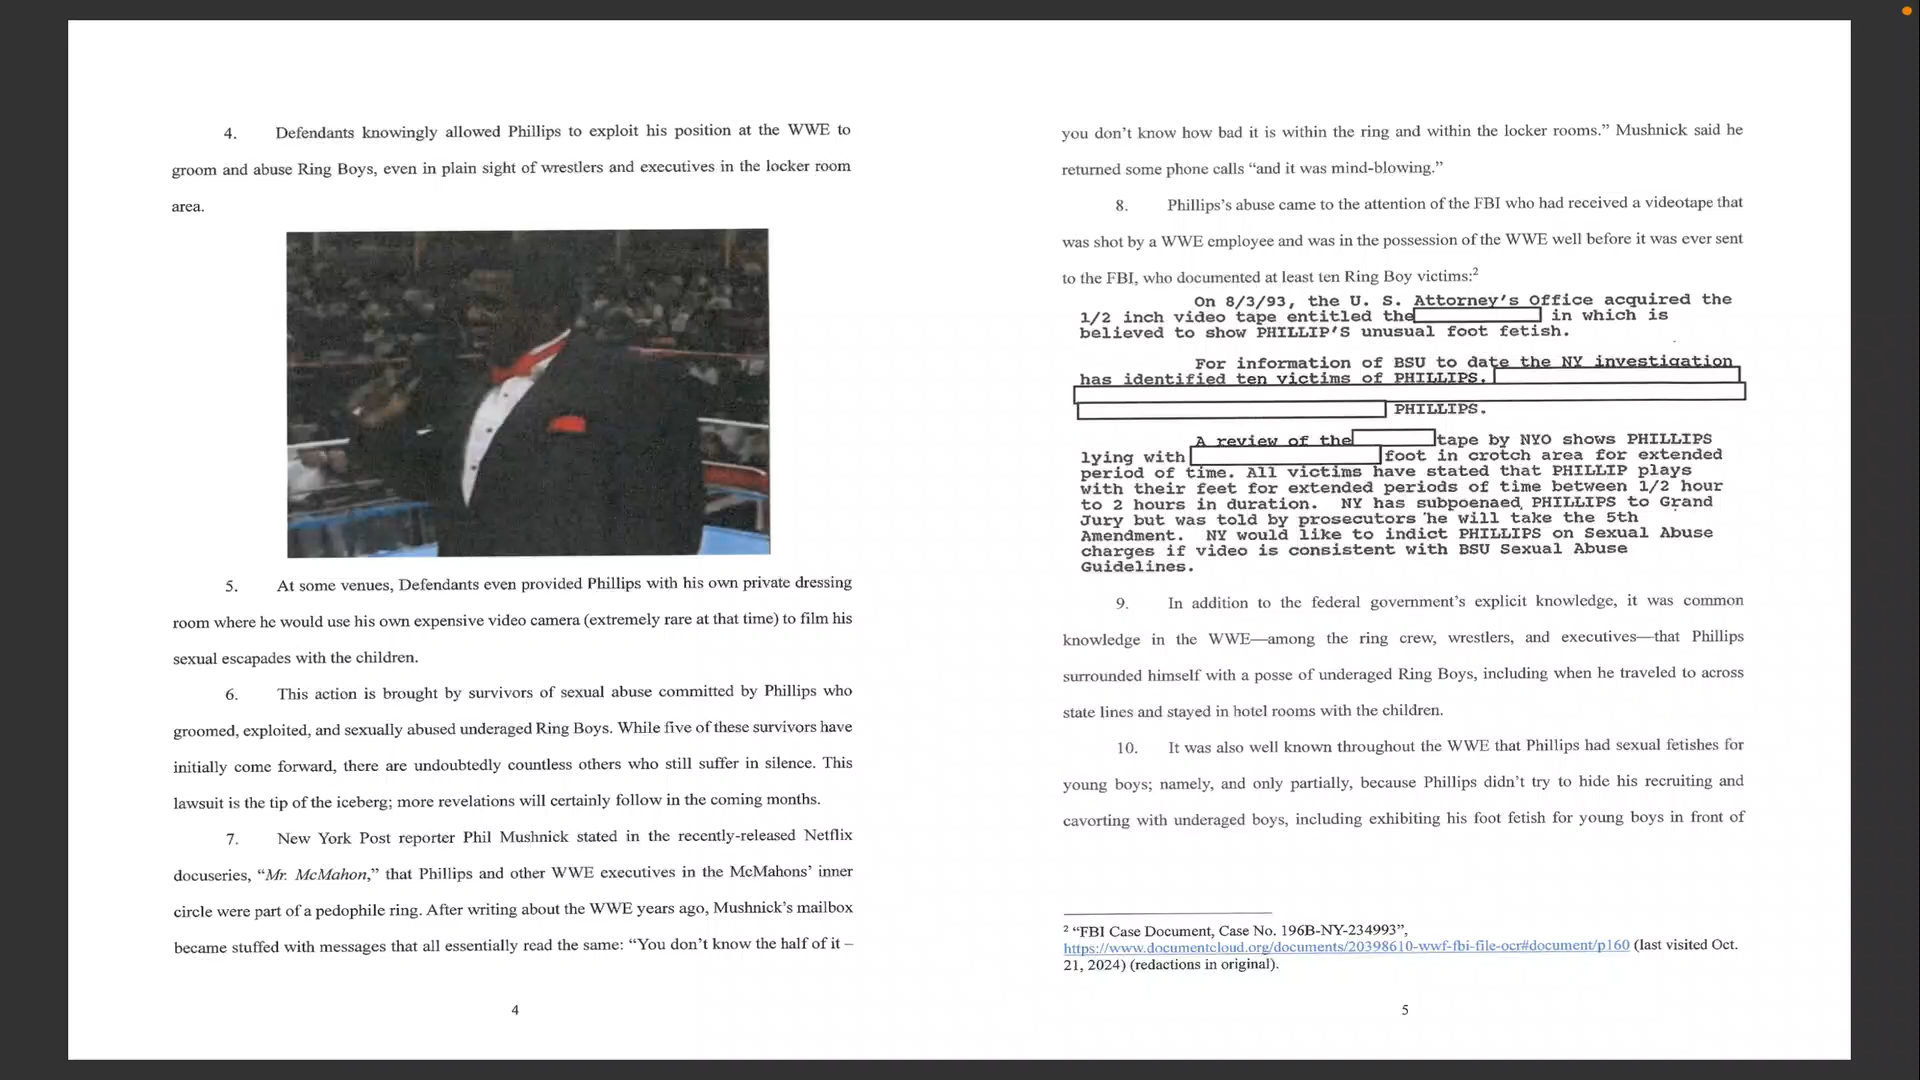 4. Defendants knowingly allowed Phillips to exploit his position at the WWE to
groom and abuse Ring Boys, even in plain sight of wrestlers and executives in the locker room
area.
5. At some venues, Defendants even provided Phillips with his own private dressing
room where he would use his own expensive video camera (extremely rare at that time) to film his
sexual escapades with the children.
6. This action is brought by survivors of sexual abuse committed by Phillips who
groomed, exploited, and sexually abused underaged Ring Boys. While five of these survivors have
initially come forward, there are undoubtedly countless others who still suffer in silence. This
lawsuit is the tip of the iceberg; more revelations will certainly follow in the coming months.
7. New York Post reporter Phil Mushnick stated in the recently-released Netflix
docuseries, “Mr. McMahon,” that Phillips and other WWE executives in the McMahons’ inner
circle were part of a pedophile ring. After writing about the WWE years ago, Mushnick’s mailbox
became stuffed with messages that all essentially read the same: “You don’t know the half of it –
4
you don’t know how bad it is within the ring and within the locker rooms.” Mushnick said he
returned some phone calls “and it was mind-blowing.”
8. Phillips’s abuse came to the attention of the FBI who had received a videotape that
was shot by a WWE employee and was in the possession of the WWE well before it was ever sent
to the FBI, who documented at least ten Ring Boy victims:2
On 8/3/93, the U. S. Attorney's Office acquired the
1/2 inch video tape entitled the in which is
believed to show PHILLIP'S unusual foot fetish.
For information of BSU to date the NY investigation
has identified ten victims of PHILLIPS.
PHILLIPS.
A review of the tape by NYO shows PHILLIPS
lying with foot in crotch area for extended
period of time. All victims have stated that PHILLIP plays
with their feet for extended periods of time between 1/2 hour
to 2 hours in duration. NY has subpoenaed PHILLIPS to Grand
Jury but was told by prosecutors he will take the 5th
Amendment. NY would like to indict PHILLIPS on Sexual Abuse
charges if video is consistent with BSU Sexual Abuse
Guidelines.
9. In addition to the federal government’s explicit knowledge, it was common
knowledge in the WWE—among the ring crew, wrestlers, and executives—that Phillips
surrounded himself with a posse of underaged Ring Boys, including when he traveled to across
state lines and stayed in hotel rooms with the children.
10. It was also well known throughout the WWE that Phillips had sexual fetishes for
young boys; namely, and only partially, because Phillips didn’t try to hide his recruiting and
cavorting with underaged boys, including exhibiting his foot fetish for young boys in front of
2 “FBI Case Document, Case No. 196B-NY-234993”,
https://www.documentcloud.org/documents/20398610-wwf-fbi-file-ocr#document/p160 (last visited Oct.
21, 2024) (redactions in original).
5